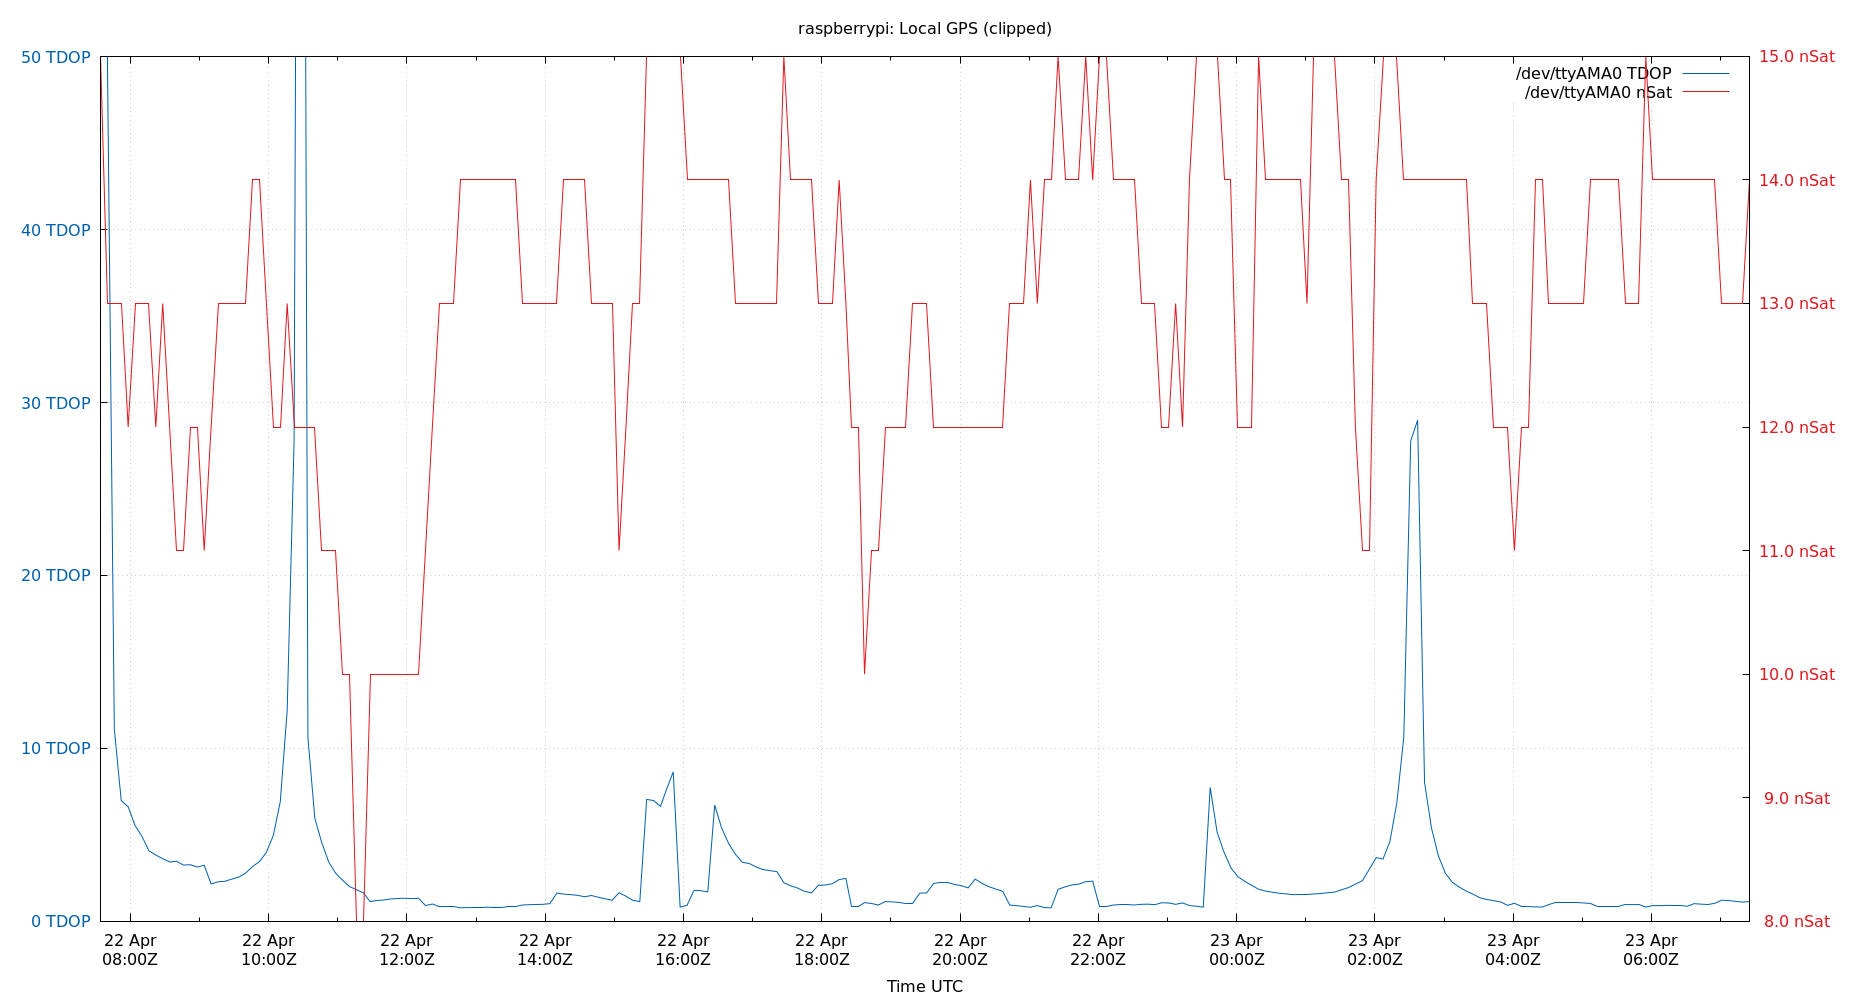 raspberrypi: Local GPS (clipped)
50 TDOP
40 TDOP
30 TDOP
20 TDOP
10 TDOP
0 TDOP
15.0 nSat
14.0 nSat
13.0 nSat
12.0 nSat
11.0 nSat
10.0 nSat
9.0 nSat
8.0 nSat
/dev/ttyAMA0 TDOP
/dev/ttyAMA0 nSat
22 Apr 22 Apr 22 Apr 22 Apr 22 Apr 22 Apr 22 Apr 22 Apr 23 Apr 23 Apr 23 Apr 23 Apr
08:00Z 10:00Z 12:00Z 14:00Z 16:00Z 18:00Z 20:00Z 22:00Z 00:00Z 02:00Z 04:00Z 06:00Z
Time UTC